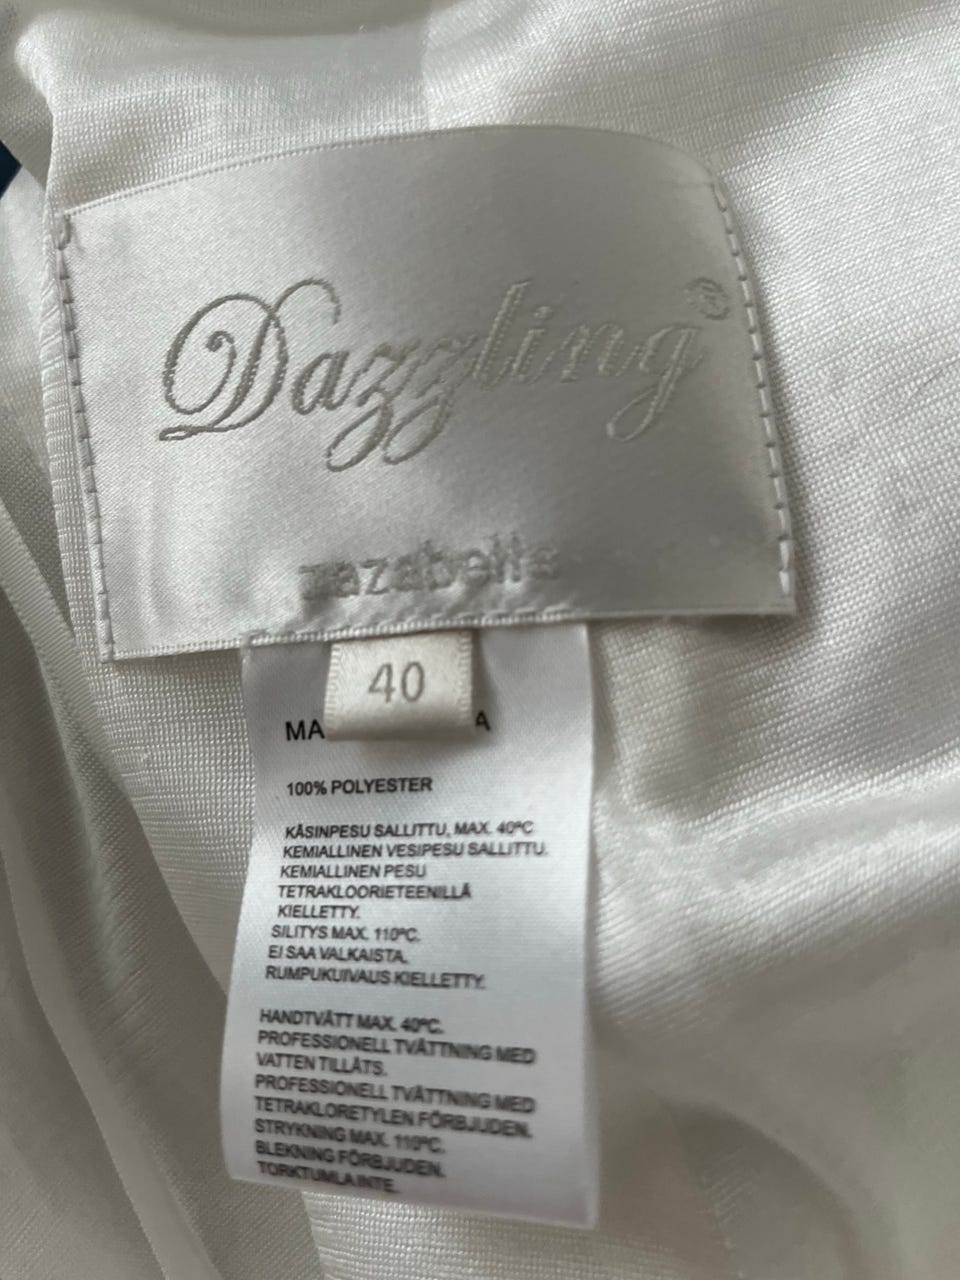 Dazzling®
zazabella
40
MA A
100% POLYESTER
KÄSINPESU SALLITTU, MAX. 40ºC
KEMIALLINEN VESIPESU SALLITTU.
KEMIALLINEN PESU
TETRAKLOORIETEENILLÄ
KIELLETTY.
SILITYS MAX. 110ºC.
EI SAA VALKAISTA.
RUMPUKUIVAUS KIELLETTY.
HANDTVÄTT MAX. 40ºC.
PROFESSIONELL TVÄTTNING MED
VATTEN TILLÅTS.
PROFESSIONELL TVÄTTNING MED
TETRAKLORETYLEN FÖRBJUDEN.
STRYKNING MAX. 110ºC.
BLEKNING FÖRBJUDEN.
TORKTUMLA INTE.